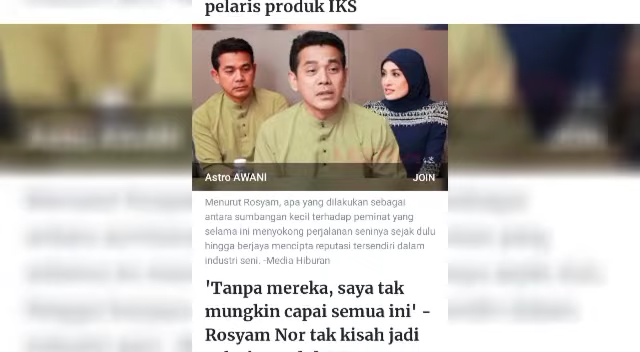 pelaris produk IKS
Astro AWANI
JOIN
Menurut Rosyam, apa yang dilakukan sebagai
antara sumbangan kecil terhadap peminat yang
selama ini menyokong perjalanan seninya sejak dulu
hingga berjaya mencipta reputasi tersendiri dalam
industri seni. -Media Hiburan
'Tanpa mereka, saya tak
mungkin capai semua ini' -
Rosyam Nor tak kisah jadi